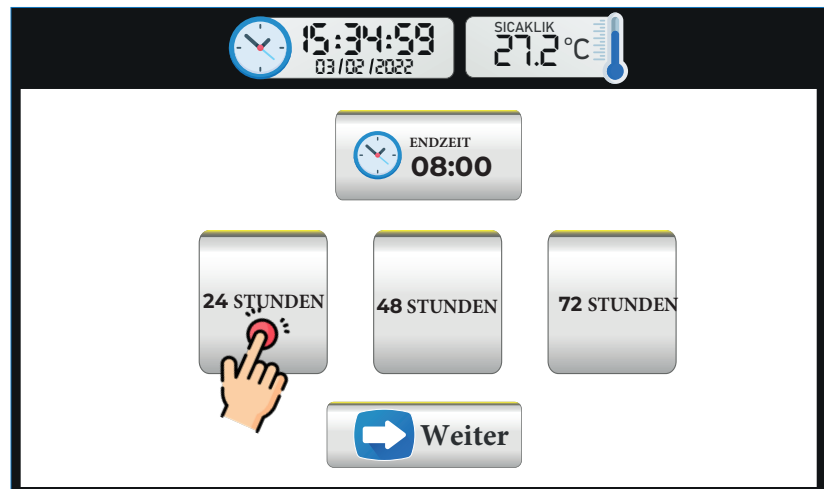 15:34:59
03/02/2022
SICAKLIK
27.2°C
ENDZEIT
08:00
24 STUNDEN
48 STUNDEN
72 STUNDEN
Weiter